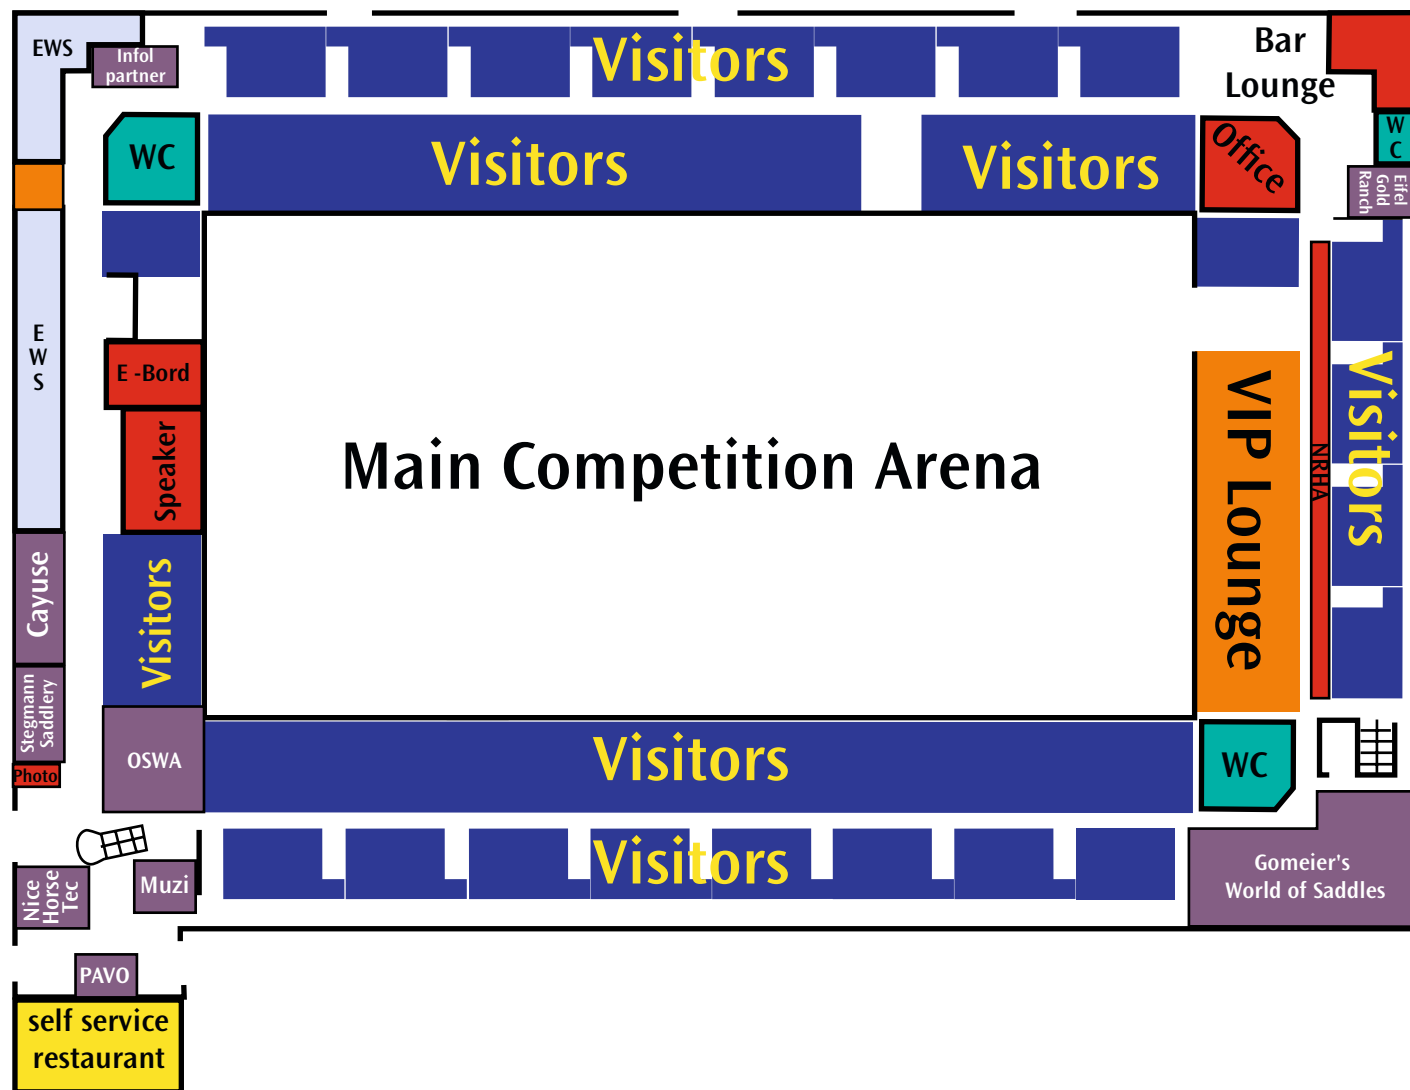 EWS
Infol
partner
Visitors
Bar
Lounge
WC
Visitors
Visitors
Office
W
C
Eifel
Gold
Ranch
E
W
S
E -Bord
Speaker
Main Competition Arena
VIP Lounge
NRHA
Visitors
Cayuse
Visitors
Stegmann
Saddlery
Photo
OSWA
Visitors
WC
Nice
Horse
Tec
Muzi
Visitors
Gomeier's
World of Saddles
PAVO
self service
restaurant